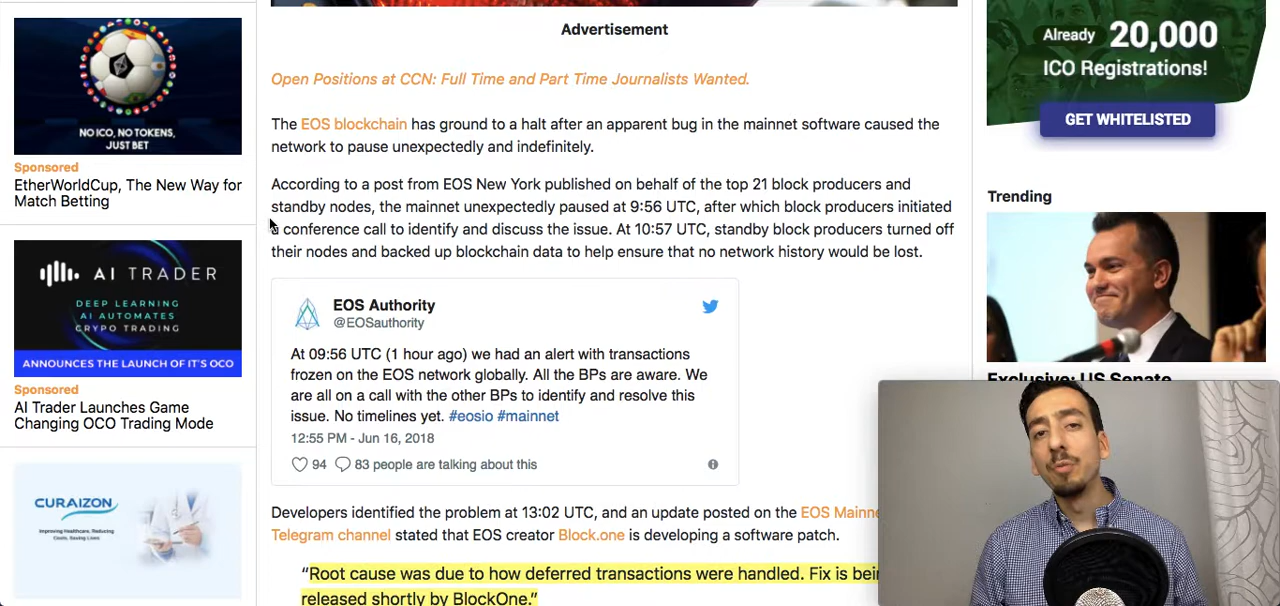 NO ICO, NO TOKENS,
JUST BET
Sponsored
EtherWorldCup, The New Way for
Match Betting
AI TRADER
DEEP LEARNING
AI AUTOMATES
CRYPO TRADING
ANNOUNCES THE LAUNCH OF IT'S OCO
Sponsored
AI Trader Launches Game
Changing OCO Trading Mode
CURAIZON
Improving Healthcare, Reducing
Costs, Saving Lives
Advertisement
Open Positions at CCN: Full Time and Part Time Journalists Wanted.
The EOS blockchain has ground to a halt after an apparent bug in the mainnet software caused the
network to pause unexpectedly and indefinitely.
According to a post from EOS New York published on behalf of the top 21 block producers and
standby nodes, the mainnet unexpectedly paused at 9:56 UTC, after which block producers initiated
a conference call to identify and discuss the issue. At 10:57 UTC, standby block producers turned off
their nodes and backed up blockchain data to help ensure that no network history would be lost.
EOS Authority
@EOSauthority
At 09:56 UTC (1 hour ago) we had an alert with transactions
frozen on the EOS network globally. All the BPs are aware. We
are all on a call with the other BPs to identify and resolve this
issue. No timelines yet. #eosio #mainnet
12:55 PM - Jun 16, 2018
94 83 people are talking about this
Developers identified the problem at 13:02 UTC, and an update posted on the EOS Mainne
Telegram channel stated that EOS creator Block.one is developing a software patch.
“Root cause was due to how deferred transactions were handled. Fix is bein
released shortly by BlockOne.”
Already 20,000
ICO Registrations!
GET WHITELISTED
Trending
Exclusive: US Senate